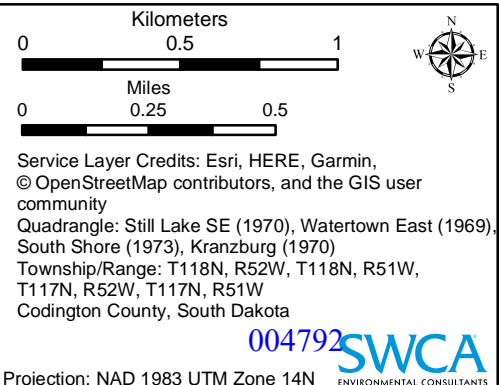 Kilometers
0 0.5 1
N
W E
S
Miles
0 0.25 0.5
Service Layer Credits: Esri, HERE, Garmin,
© OpenStreetMap contributors, and the GIS user
community
Quadrangle: Still Lake SE (1970), Watertown East (1969),
South Shore (1973), Kranzburg (1970)
Township/Range: T118N, R52W, T118N, R51W,
T117N, R52W, T117N, R51W
Codington County, South Dakota
004792
SWCA
Projection: NAD 1983 UTM Zone 14N
ENVIRONMENTAL CONSULTANTS